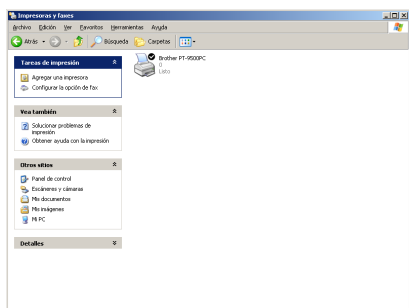 Impresoras y faxes
Archivo Edición Ver Favoritos Herramientas Ayuda
Atrás Búsqueda Carpetas
Tareas de impresión
Agregar una impresora
Configurar la opción de fax
Vea también
Solucionar problemas de
impresión
Obtener ayuda con la impresión
Otros sitios
Panel de control
Escáneres y cámaras
Mis documentos
Mis imágenes
Mi PC
Detalles
Brother PT-9500PC
0
Listo